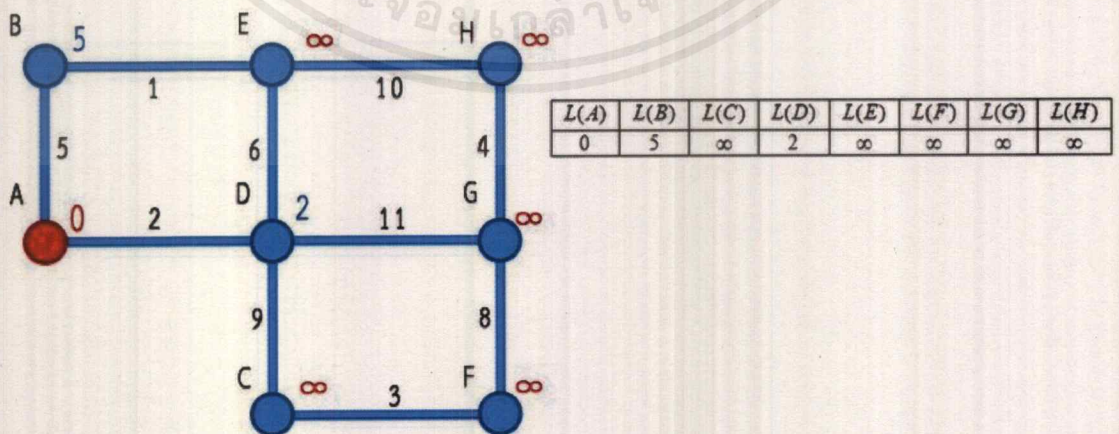 B 5 E ∞ H ∞
1 10
5 6 4
A 0 2 D 2 11 G ∞
9 8
C ∞ 3 F ∞
L(A) L(B) L(C) L(D) L(E) L(F) L(G) L(H)
0 5 ∞ 2 ∞ ∞ ∞ ∞